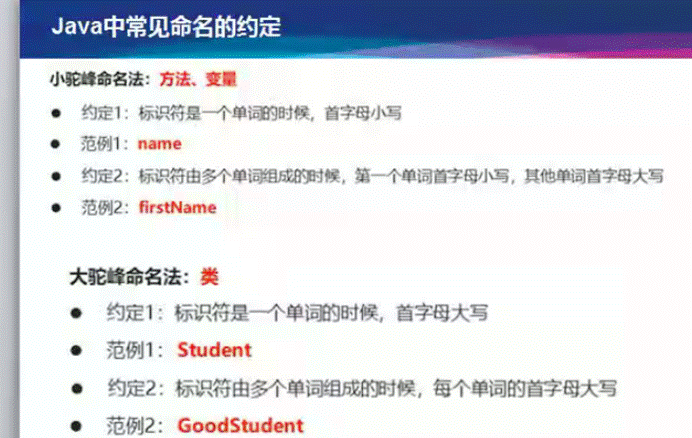 Java中常见命名的约定
小驼峰命名法：方法、变量
● 约定1：标识符是一个单词的时候，首字母小写
● 范例1：name
● 约定2：标识符由多个单词组成的时候，第一个单词首字母小写，其他单词首字母大写
● 范例2：firstName
大驼峰命名法：类
● 约定1：标识符是一个单词的时候，首字母大写
● 范例1：Student
● 约定2：标识符由多个单词组成的时候，每个单词的首字母大写
● 范例2：GoodStudent